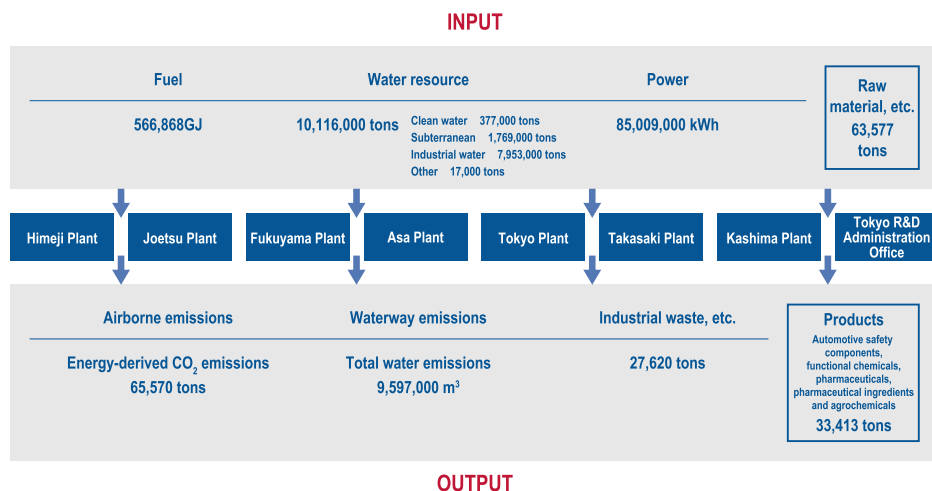 INPUT
Fuel
Water resource
Power
566,868GJ
10,116,000 tons
Clean water 377,000 tons
Subterranean 1,769,000 tons
Industrial water 7,953,000 tons
Other 17,000 tons
85,009,000 kWh
Raw
material, etc.
63,577
tons
Himeji Plant
Joetsu Plant
Fukuyama Plant
Asa Plant
Tokyo Plant
Takasaki Plant
Kashima Plant
Tokyo R&D
Administration
Office
Airborne emissions
Waterway emissions
Industrial waste, etc.
Energy-derived CO₂ emissions
65,570 tons
Total water emissions
9,597,000 m³
27,620 tons
Products
Automotive safety
components,
functional chemicals,
pharmaceuticals,
pharmaceutical ingredients
and agrochemicals
33,413 tons
OUTPUT